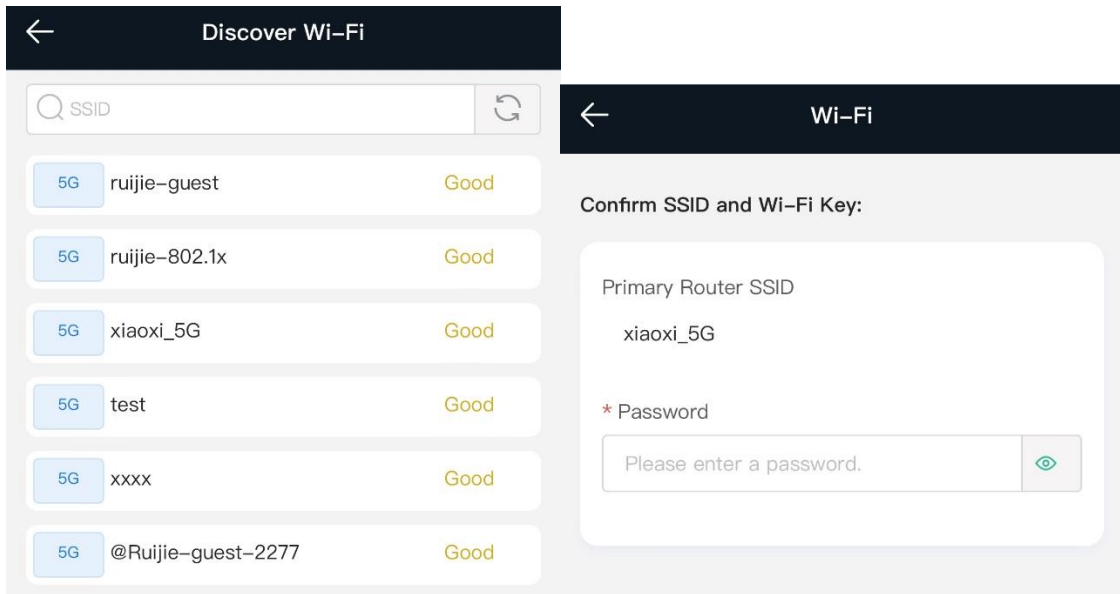 Discover Wi-Fi
SSID
5G ruijie-guest Good
5G ruijie-802.1x Good
5G xiaoxi_5G Good
5G test Good
5G xxxx Good
5G @Ruijie-guest-2277 Good
Wi-Fi
Confirm SSID and Wi-Fi Key:
Primary Router SSID
xiaoxi_5G
* Password
Please enter a password.